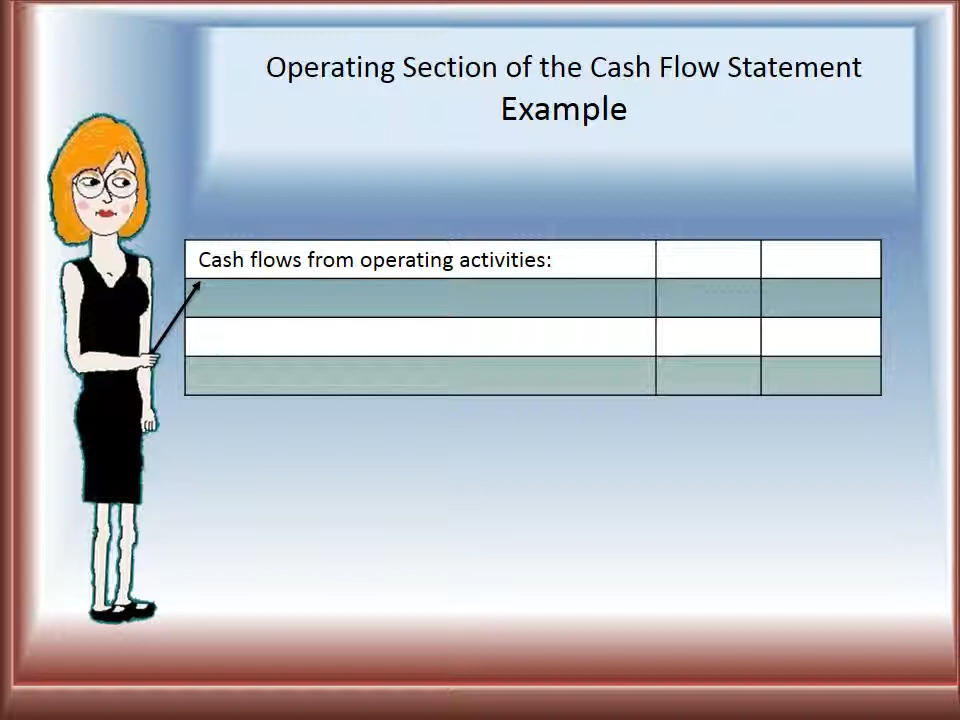 Operating Section of the Cash Flow Statement
Example
Cash flows from operating activities: